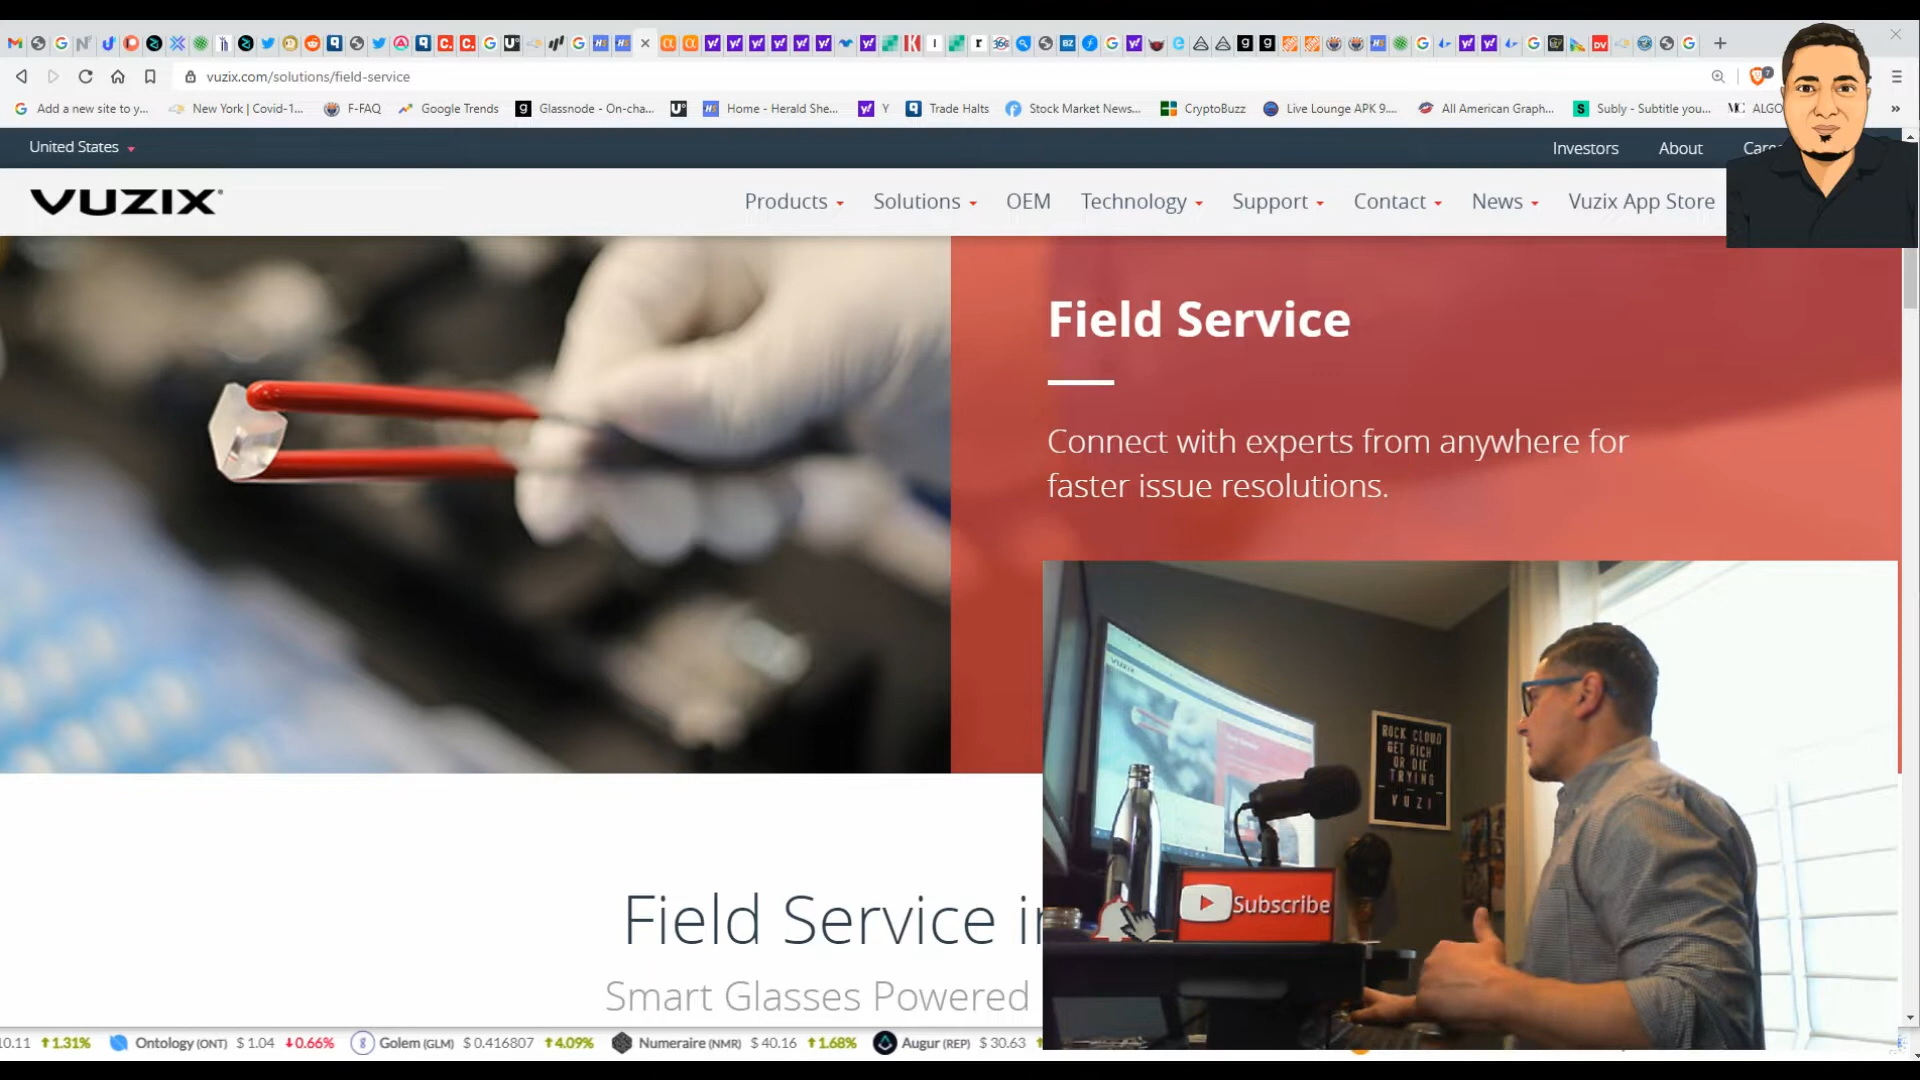 vuzix.com/solutions/field-service
Add a new site to y...
New York | Covid-1...
F-FAQ
Google Trends
Glassnode - On-cha...
Home - Herald She...
Y
Trade Halts
Stock Market News...
CryptoBuzz
Live Lounge APK 9....
All American Graph...
Subly - Subtitle you...
ALGO
United States
Investors
About
VUZIX
Products
Solutions
OEM
Technology
Support
Contact
News
Vuzix App Store
Field Service
Connect with experts from anywhere for
faster issue resolutions.
ROCK CLOUD
GET RICH
OR DIE
TRYING
- VUZI
Subscribe
Field Service
Smart Glasses Powered
0.11 1.31% Ontology (ONT) $ 1.04 0.66% Golem (GLM) $ 0.416807 4.09% Numeraire (NMR) $ 40.16 1.68% Augur (REP) $ 30.63